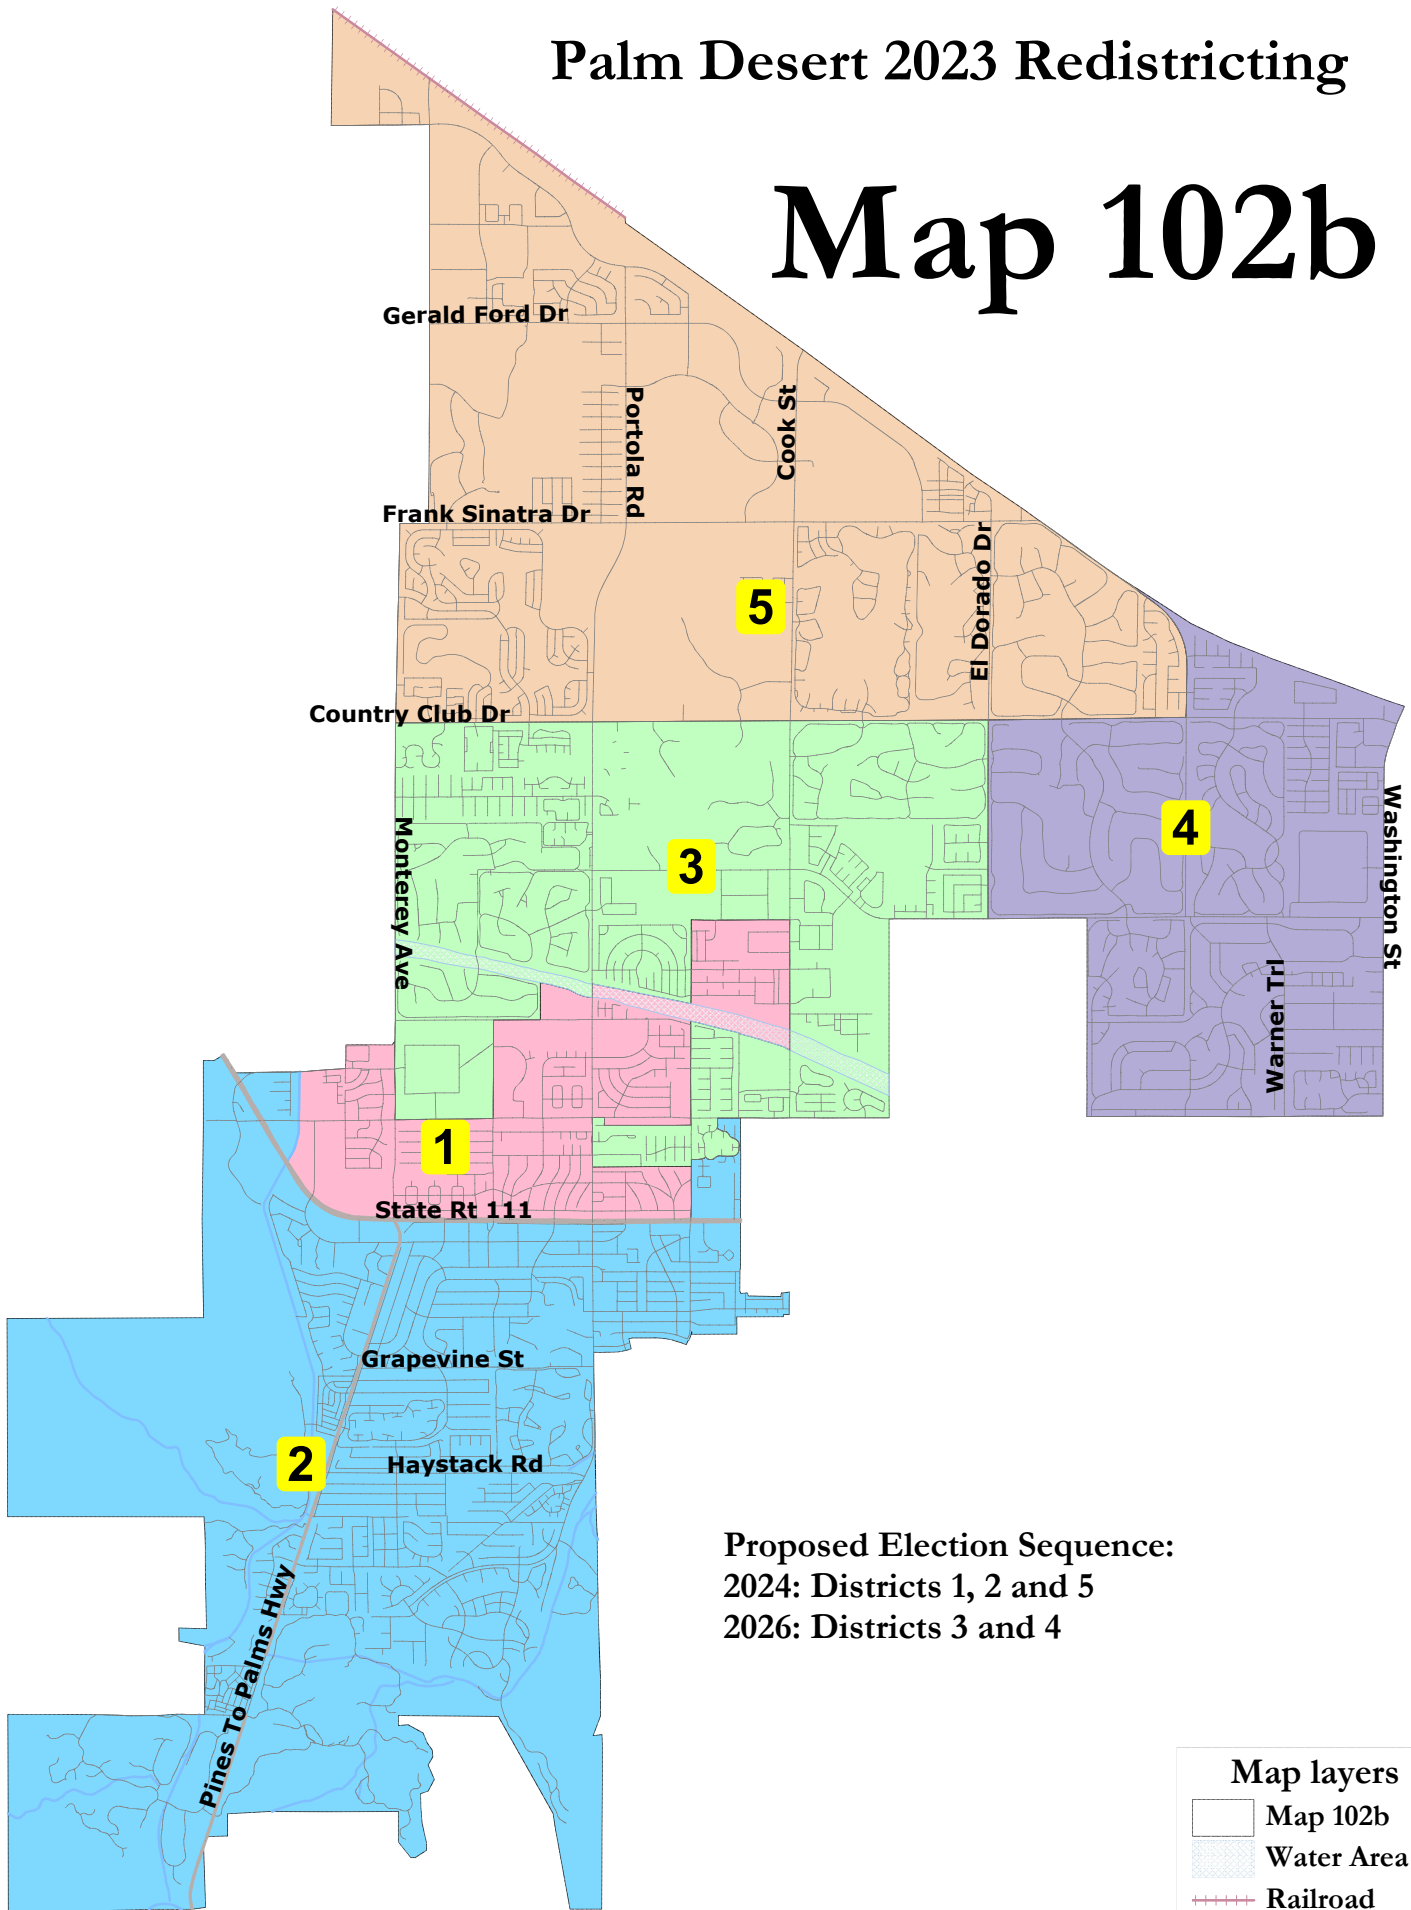 Palm Desert 2023 Redistricting
Map 102b
Gerald Ford Dr
Portola Rd
Cook St
Frank Sinatra Dr
El Dorado Dr
5
Country Club Dr
Monterey Ave
3
4
Washington St
Warner Trl
1
State Rt 111
Grapevine St
2
Haystack Rd
Pines To Palms Hwy
Proposed Election Sequence:
2024: Districts 1, 2 and 5
2026: Districts 3 and 4
Map layers
Map 102b
Water Area
Railroad